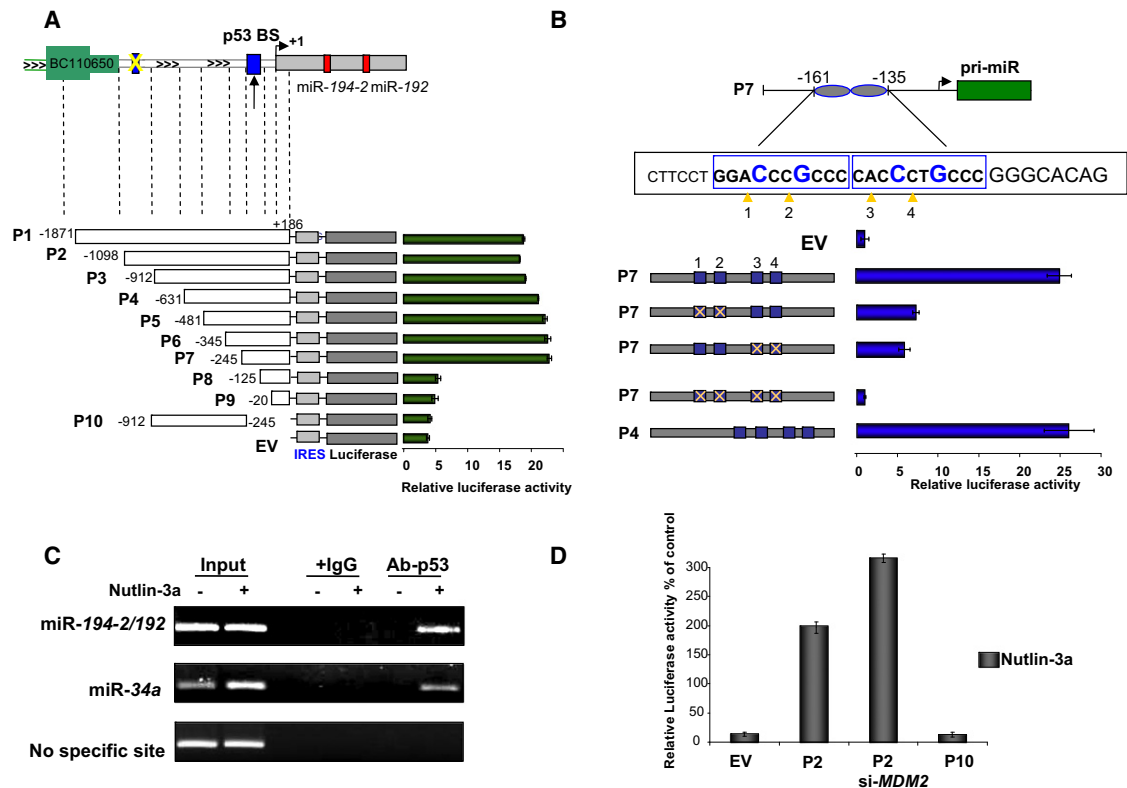 A
p53 BS
+1
>>> BC110650 >>> >>>
miR-194-2 miR-192
+186
P1 -1871
P2 -1098
P3 -912
P4 -631
P5 -481
P6 -345
P7 -245
P8 -125
P9 -20
P10 -912 -245
EV
IRES Luciferase
0 5 10 15 20 25
Relative luciferase activity
B
pri-miR
-161 -135
P7
CTTCCT GGACCCGCCC CACCCTGCCC GGGCACAG
1 2 3 4
EV
1 2 3 4
P7
P7
P7
P7
P4
0 5 10 15 20 25 30
Relative luciferase activity
C
Input +IgG Ab-p53
Nutlin-3a - + - + - +
miR-194-2/192
miR-34a
No specific site
D
Relative Luciferase activity % of control
300
250
200
150
100
50
0
EV P2 P2 P10
si-MDM2
Nutlin-3a